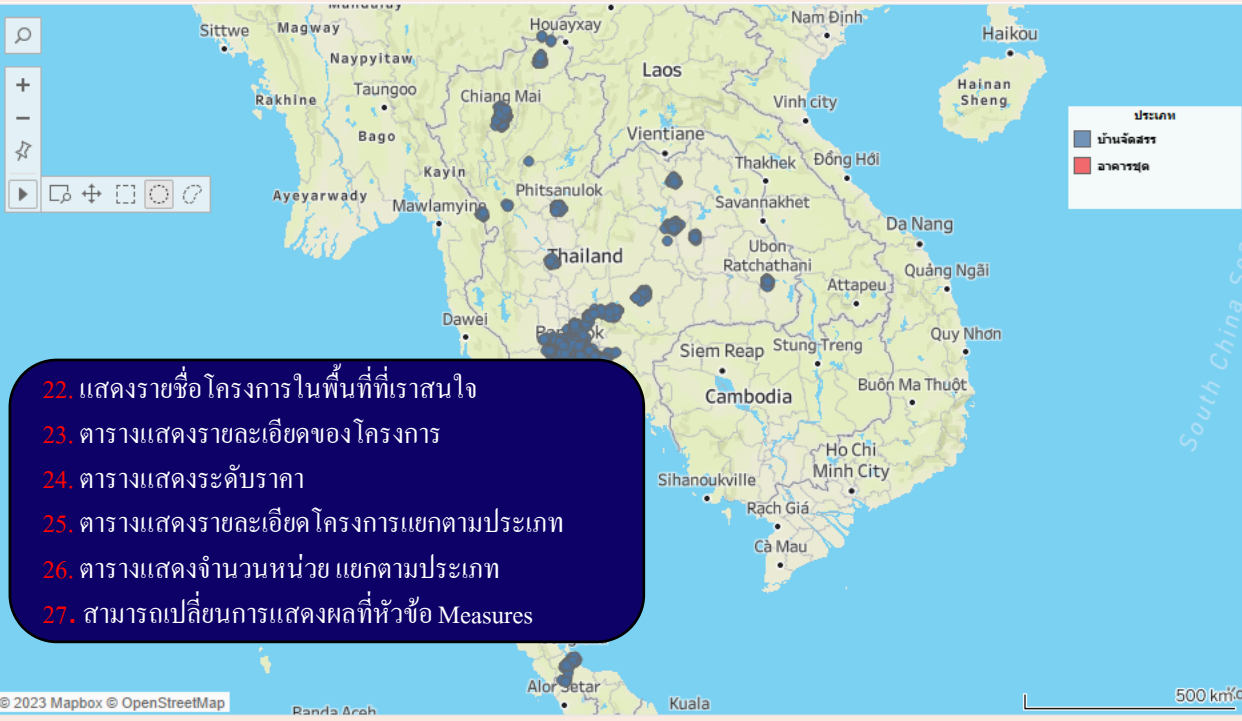 Sittwe
Magway
Houayxay
Nam Định
Haikou
Naypyitaw
Laos
Taungoo
Chiang Mai
Hainan
Sheng
Rakhine
Vinh city
Bago
Vientiane
Kayin
Thakhek
Đồng Hới
Ayeyarwady
Mawlamyine
Phitsanulok
Savannakhet
Da Nang
Thailand
Ubon
Ratchathani
Quảng Ngãi
Attapeu
Dawei
Bangkok
Siem Reap
Stung Treng
Quy Nhơn
Cambodia
Buôn Ma Thuột
Ho Chi
Minh City
Sihanoukville
Rạch Giá
Cà Mau
Alor Setar
Kuala
Banda Aceh
South China
ประเภท
บ้านจัดสรร
อาคารชุด
22. แสดงรายชื่อโครงการในพื้นที่ที่เราสนใจ
23. ตารางแสดงรายละเอียดของโครงการ
24. ตารางแสดงระดับราคา
25. ตารางแสดงรายละเอียดโครงการแยกตามประเภท
26. ตารางแสดงจำนวนหน่วย แยกตามประเภท
27. สามารถเปลี่ยนการแสดงผลที่หัวข้อ Measures
© 2023 Mapbox © OpenStreetMap
500 km